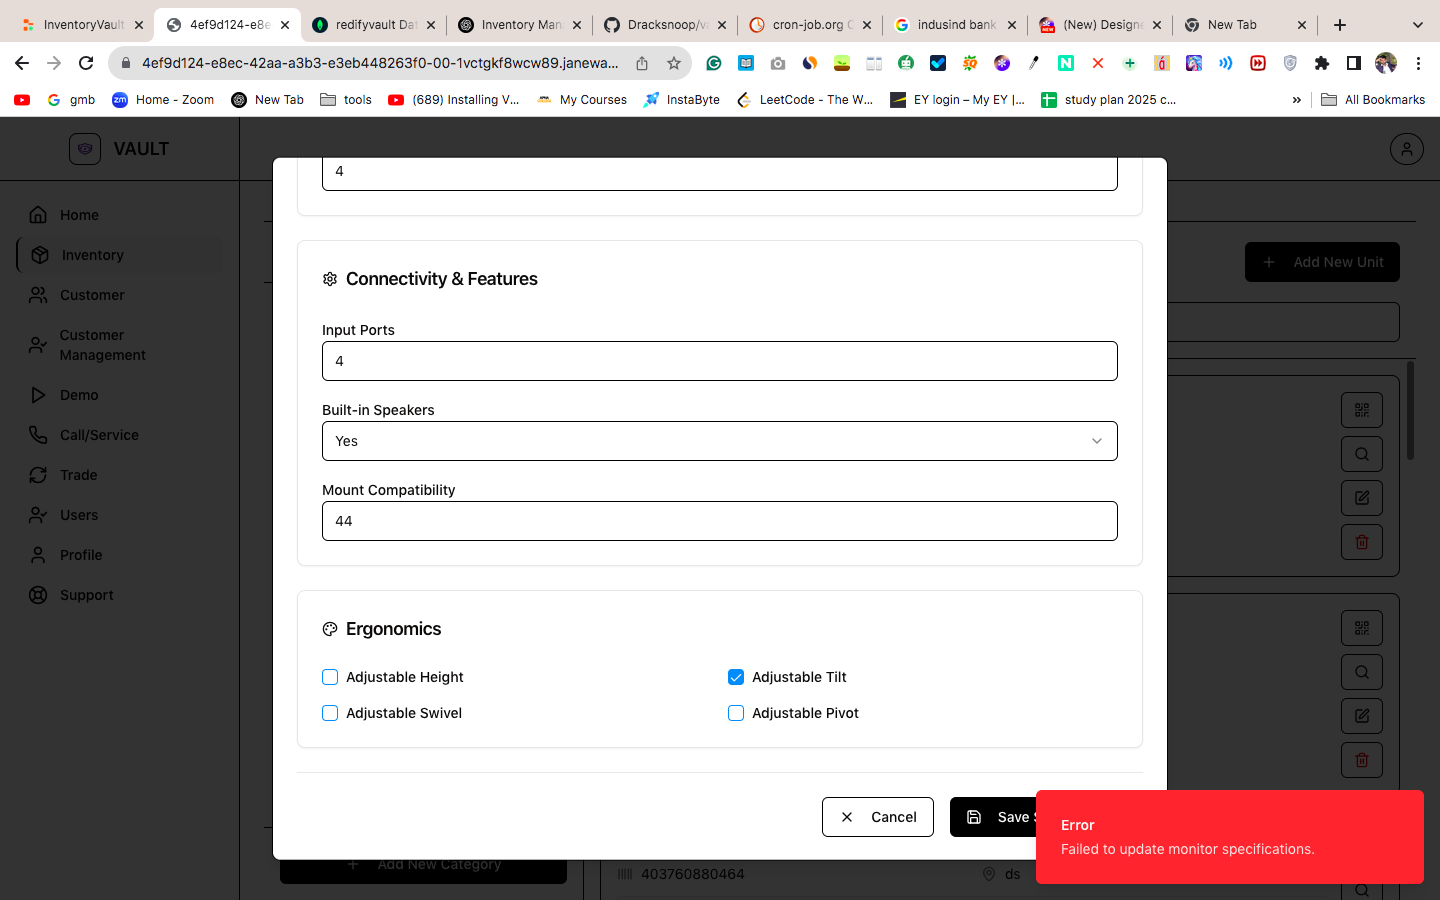 InventoryVault
4ef9d124-e8e
redifyvault Dat
Inventory Man
Dracksnoop/va
cron-job.org C
indusind bank
(New) Designe
New Tab
4ef9d124-e8ec-42aa-a3b3-e3eb448263f0-00-1vctgkf8wcw89.janewa...
gmb
Home - Zoom
New Tab
tools
(689) Installing V...
My Courses
InstaByte
LeetCode - The W...
EY login – My EY |...
study plan 2025 c...
»
All Bookmarks
VAULT
Home
Inventory
Customer
Customer
Management
Demo
Call/Service
Trade
Users
Profile
Support
Add New Unit
4
Connectivity & Features
Input Ports
4
Built-in Speakers
Yes
Mount Compatibility
44
Ergonomics
Adjustable Height
Adjustable Tilt
Adjustable Swivel
Adjustable Pivot
Cancel
Save S
Error
Failed to update monitor specifications.
Add New Category
403760880464
ds